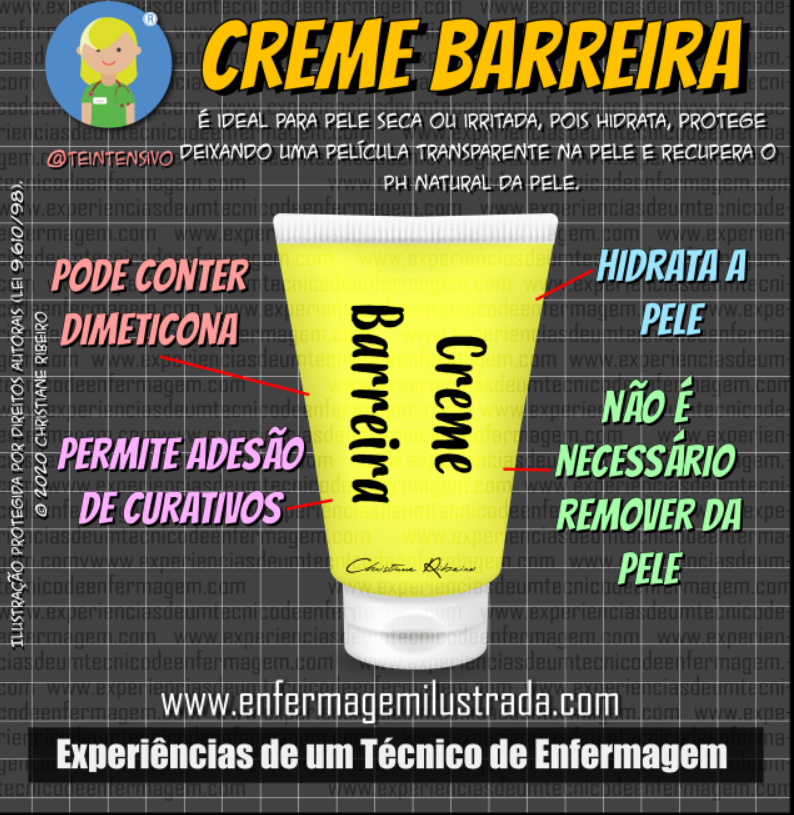 ®
CREME BARREIRA
É IDEAL PARA PELE SECA OU IRRITADA, POIS HIDRATA, PROTEGE
DEIXANDO UMA PELÍCULA TRANSPARENTE NA PELE E RECUPERA O
PH NATURAL DA PELE.
@TEINTENSIVO
PODE CONTER
DIMETICONA
HIDRATA A
PELE
PERMITE ADESÃO
DE CURATIVOS
NÃO É
NECESSÁRIO
REMOVER DA
PELE
Creme
Barreira
Christiane Ribeiro
ILUSTRAÇÃO PROTEGIDA POR DIREITOS AUTORAIS (LEI 9.610/98).
© 2020 CHRISTIANE RIBEIRO
www.enfermagemilustrada.com
Experiências de um Técnico de Enfermagem
www.experienciasdeumtecnicodeenfermagem.com